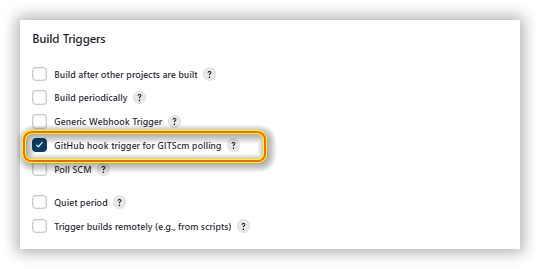 Build Triggers
Build after other projects are built ?
Build periodically ?
Generic Webhook Trigger ?
GitHub hook trigger for GITScm polling ?
Poll SCM ?
Quiet period ?
Trigger builds remotely (e.g., from scripts) ?